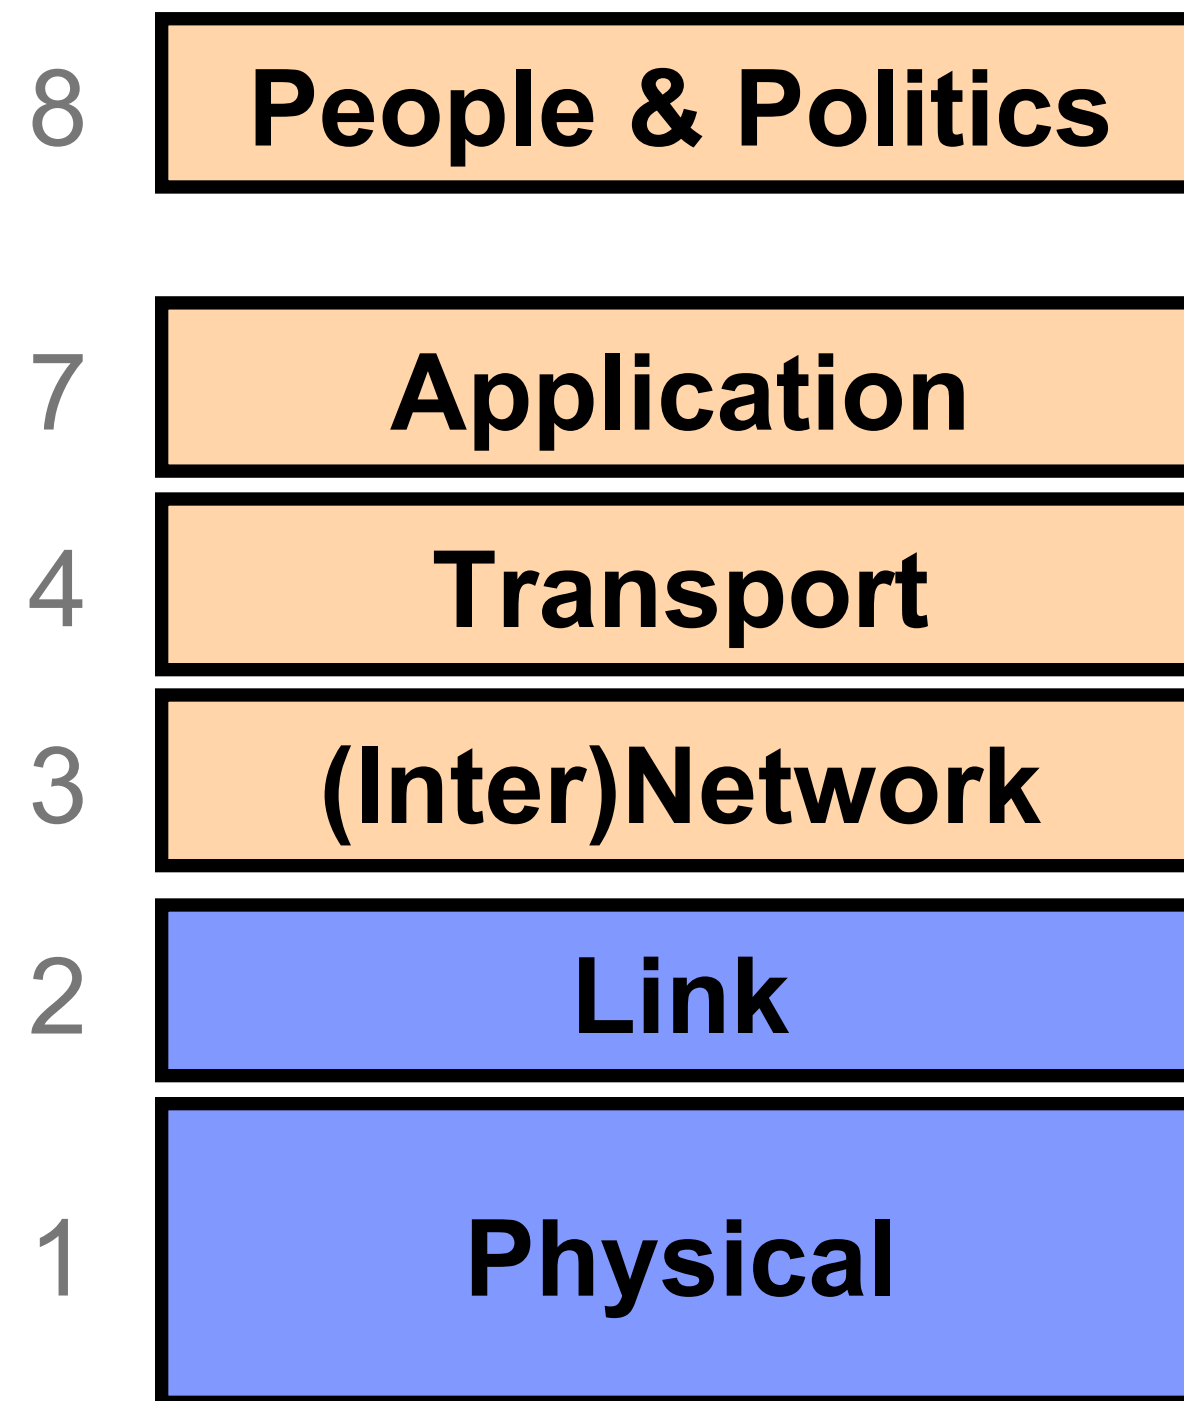 8 People & Politics
7 Application
4 Transport
3 (Inter)Network
2 Link
1 Physical